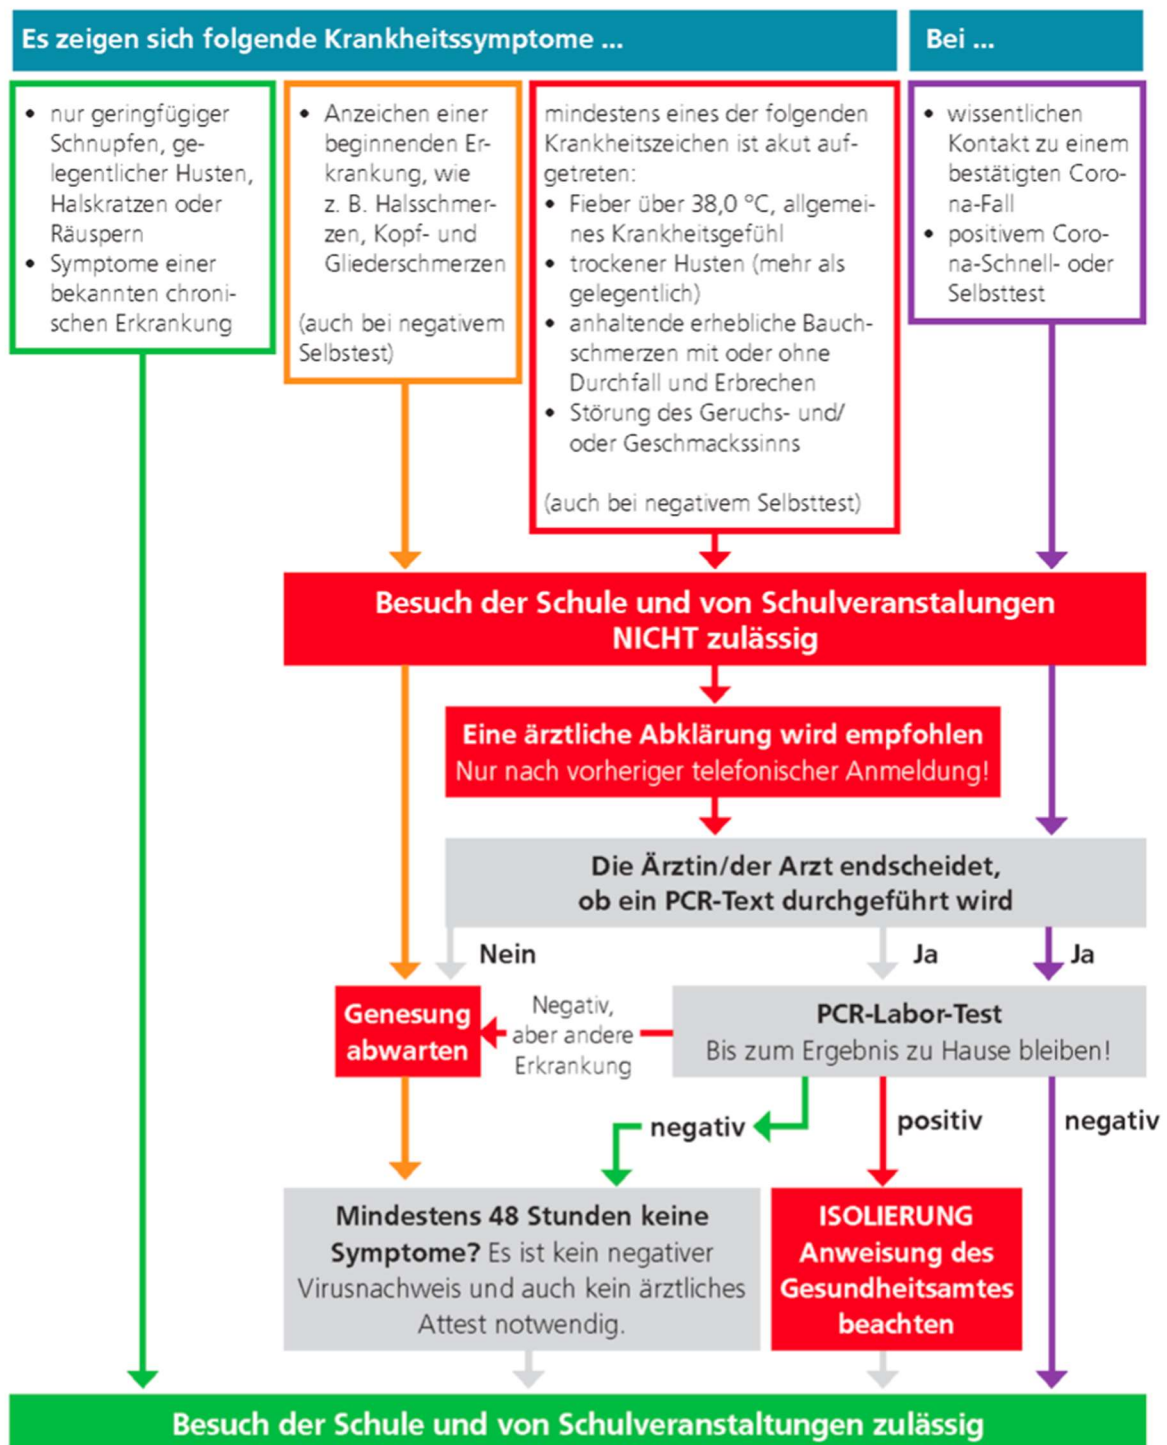 Es zeigen sich folgende Krankheitssymptome ...
Bei ...
• nur geringfügiger
Schnupfen, ge-
legentlicher Husten,
Halskratzen oder
Räuspern
• Symptome einer
bekannten chroni-
schen Erkrankung
• Anzeichen einer
beginnenden Er-
krankung, wie
z. B. Halsschmer-
zen, Kopf- und
Gliederschmerzen
(auch bei negativem
Selbstest)
mindestens eines der folgenden
Krankheitszeichen ist akut auf-
getreten:
• Fieber über 38,0 °C, allgemei-
nes Krankheitsgefühl
• trockener Husten (mehr als
gelegentlich)
• anhaltende erhebliche Bauch-
schmerzen mit oder ohne
Durchfall und Erbrechen
• Störung des Geruchs- und/
oder Geschmackssinns
(auch bei negativem Selbsttest)
• wissentlichen
Kontakt zu einem
bestätigten Coro-
na-Fall
• positivem Coro-
na-Schnell- oder
Selbsttest
Besuch der Schule und von Schulveranstalungen
NICHT zulässig
Eine ärztliche Abklärung wird empfohlen
Nur nach vorheriger telefonischer Anmeldung!
Die Ärztin/der Arzt endscheidet,
ob ein PCR-Text durchgeführt wird
Nein
Ja
Ja
Genesung
abwarten
Negativ,
aber andere
Erkrankung
PCR-Labor-Test
Bis zum Ergebnis zu Hause bleiben!
negativ
positiv
negativ
Mindestens 48 Stunden keine
Symptome? Es ist kein negativer
Virusnachweis und auch kein ärztliches
Attest notwendig.
ISOLIERUNG
Anweisung des
Gesundheitsamtes
beachten
Besuch der Schule und von Schulveranstaltungen zulässig